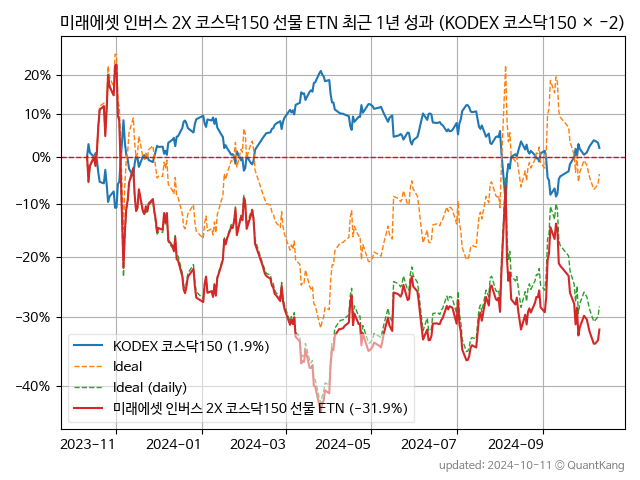 미래에셋 인버스 2X 코스닥150 선물 ETN 최근 1년 성과 (KODEX 코스닥150 × −2)
20%
10%
0%
−10%
−20%
−30%
−40%
KODEX 코스닥150 (1.9%)
Ideal
Ideal (daily)
미래에셋 인버스 2X 코스닥150 선물 ETN (−31.9%)
2023-11 2024-01 2024-03 2024-05 2024-07 2024-09
updated: 2024-10-11 © QuantKang